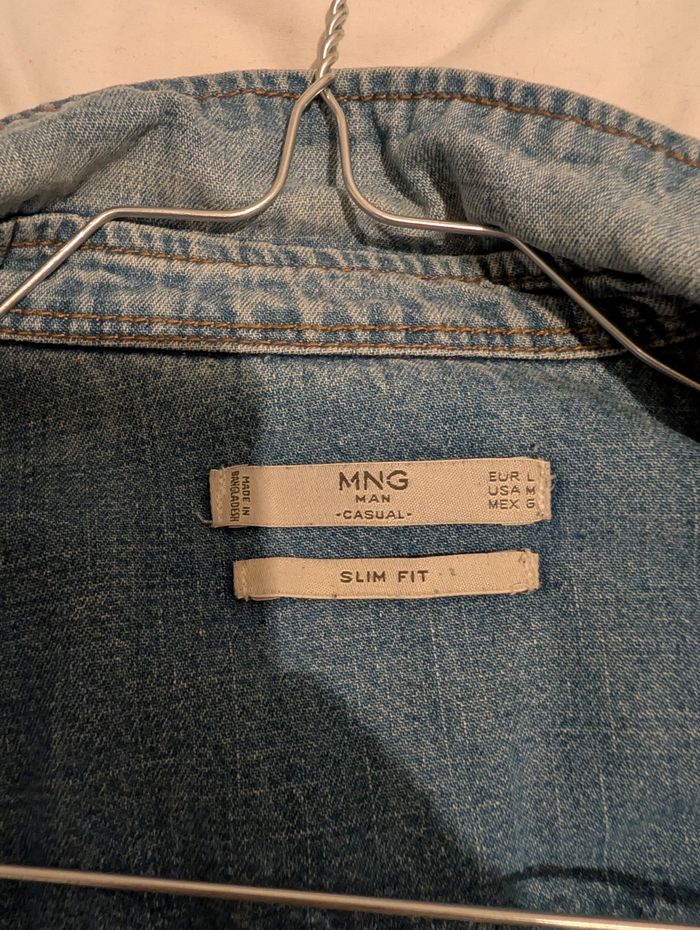 MADE IN
BANGLADESH
MNG
MAN
-CASUAL-
EUR L
USA M
MEX G
SLIM FIT